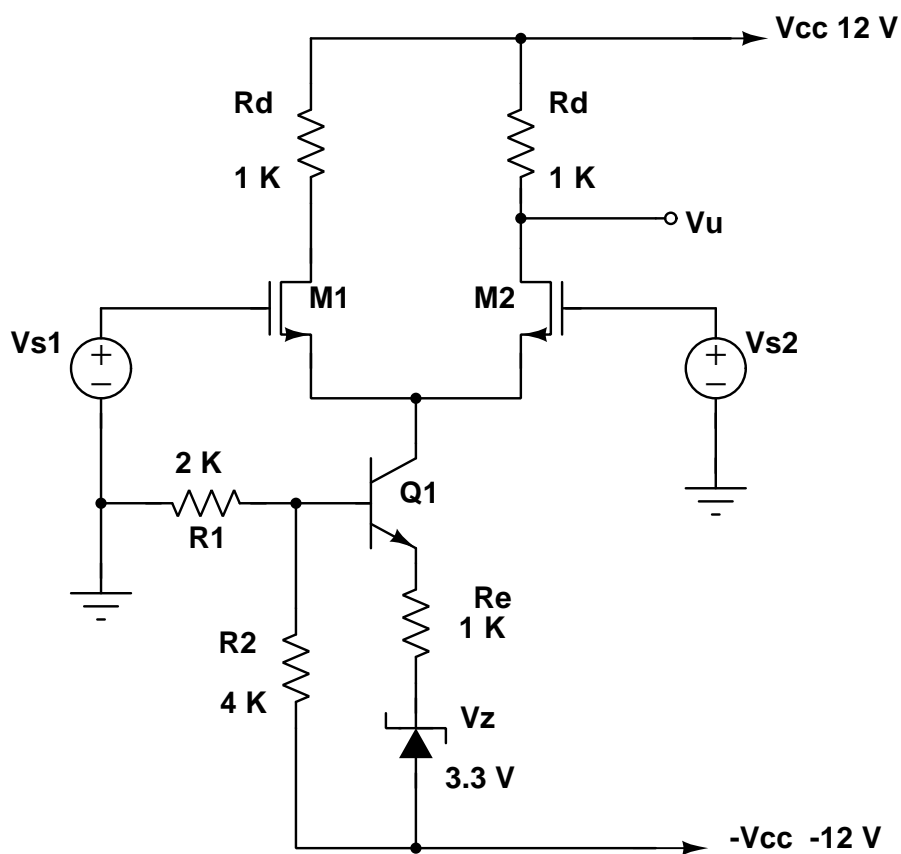 Vcc 12 V
Rd
Rd
1 K
1 K
Vu
M1
M2
Vs1
Vs2
2 K
Q1
R1
Re
1 K
R2
4 K
Vz
3.3 V
-Vcc -12 V